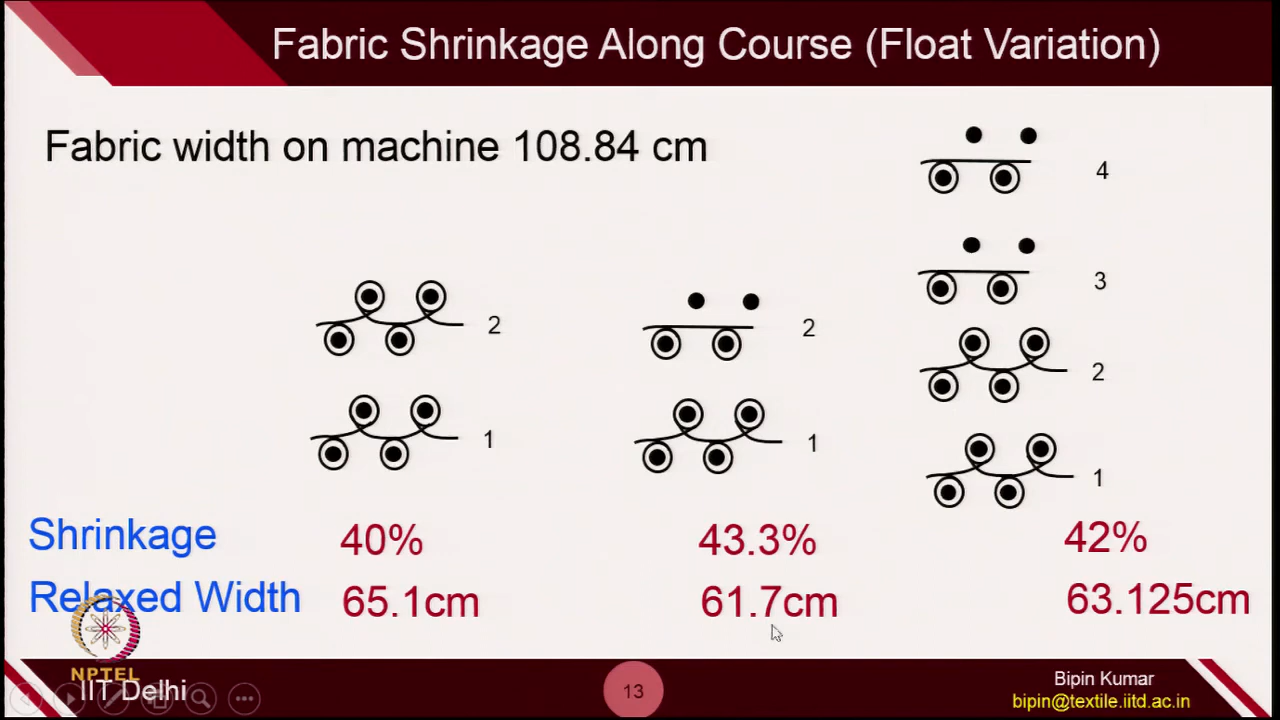 Fabric Shrinkage Along Course (Float Variation)
Fabric width on machine 108.84 cm
4
3
2
2
2
1
1
1
Shrinkage 40% 43.3% 42%
Relaxed Width 65.1cm 61.7cm 63.125cm
NPTEL
IIT Delhi
13
Bipin Kumar
bipin@textile.iitd.ac.in